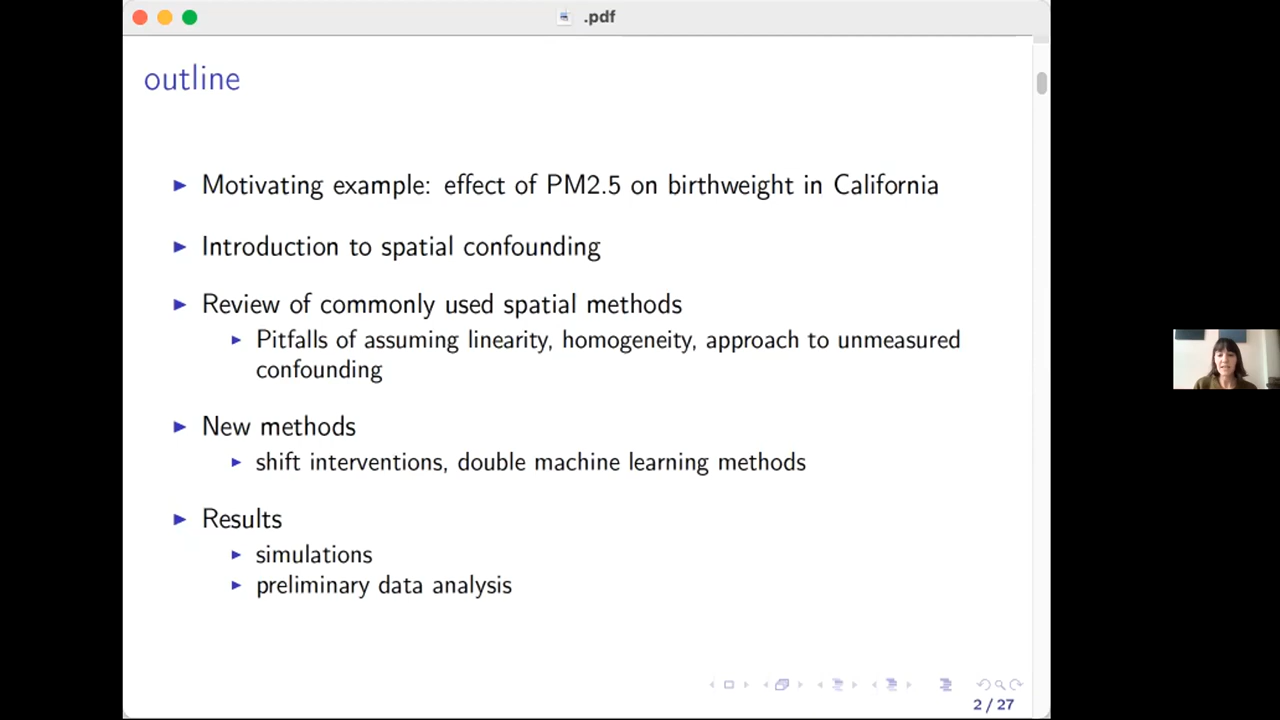 .pdf
outline
Motivating example: effect of PM2.5 on birthweight in California
Introduction to spatial confounding
Review of commonly used spatial methods
Pitfalls of assuming linearity, homogeneity, approach to unmeasured
confounding
New methods
shift interventions, double machine learning methods
Results
simulations
preliminary data analysis
2 / 27